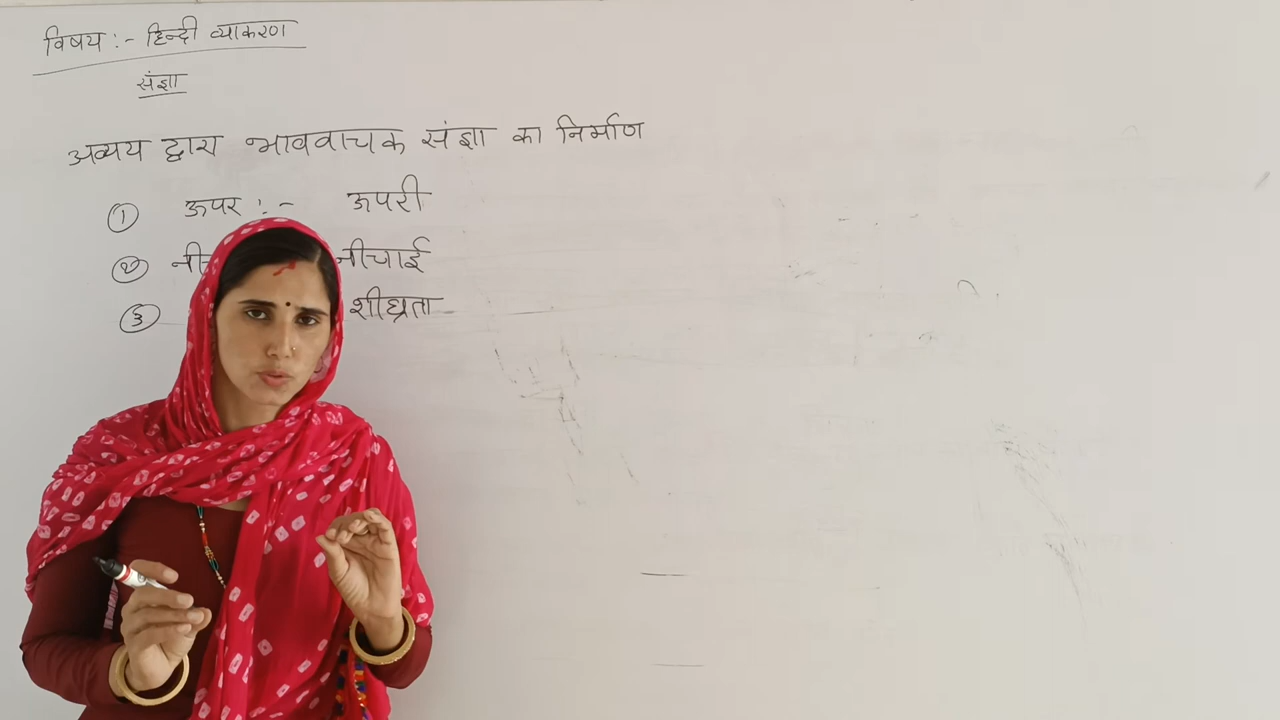 विषय :- हिन्दी व्याकरण
संज्ञा
अव्यय द्वारा भाववाचक संज्ञा का निर्माण
① ऊपर :- ऊपरी
② नीचाई
③ शीघ्रता